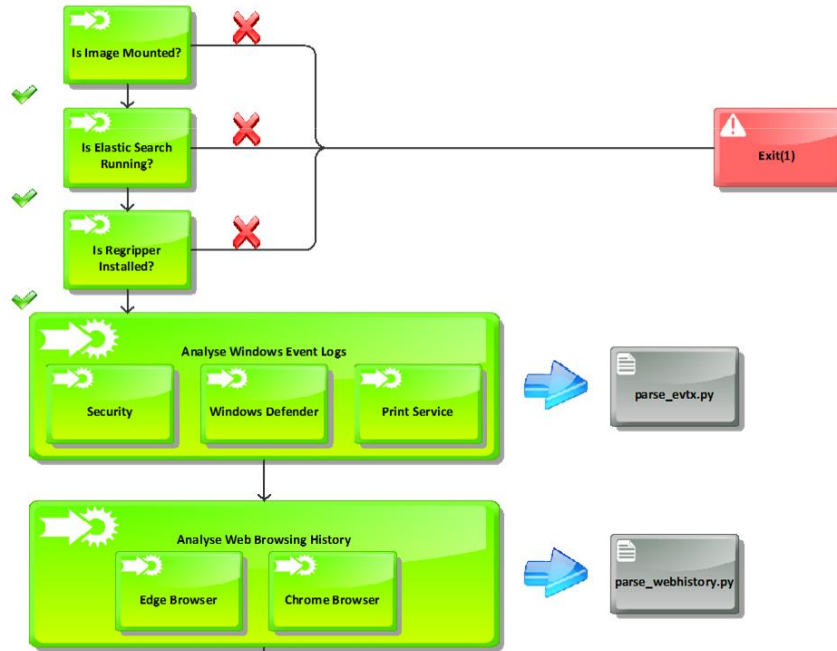 Is Image Mounted?
Is Elastic Search
Running?
Exit(1)
Is Regripper
Installed?
Analyse Windows Event Logs
Security
Windows Defender
Print Service
parse_evtx.py
Analyse Web Browsing History
Edge Browser
Chrome Browser
parse_webhistory.py